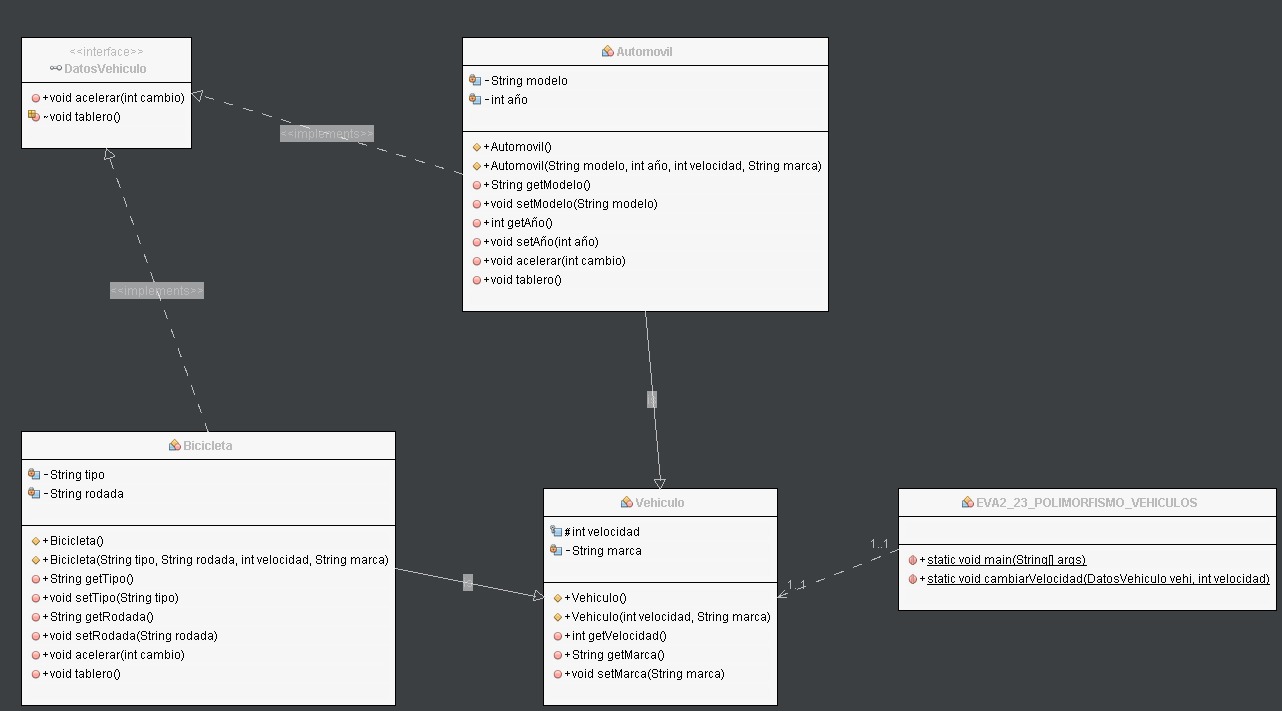 <<interface>>
DatosVehiculo
+void acelerar(int cambio)
~void tablero()
Automovil
-String modelo
-int año
+Automovil()
+Automovil(String modelo, int año, int velocidad, String marca)
+String getModelo()
+void setModelo(String modelo)
+int getAño()
+void setAño(int año)
+void acelerar(int cambio)
+void tablero()
<<implements>>
<<implements>>
Bicicleta
-String tipo
-String rodada
+Bicicleta()
+Bicicleta(String tipo, String rodada, int velocidad, String marca)
+String getTipo()
+void setTipo(String tipo)
+String getRodada()
+void setRodada(String rodada)
+void acelerar(int cambio)
+void tablero()
Vehiculo
#int velocidad
-String marca
+Vehiculo()
+Vehiculo(int velocidad, String marca)
+int getVelocidad()
+String getMarca()
+void setMarca(String marca)
1..1
1..1
EVA2_23_POLIMORFISMO_VEHICULOS
+static void main(String[] args)
+static void cambiarVelocidad(DatosVehiculo vehi, int velocidad)